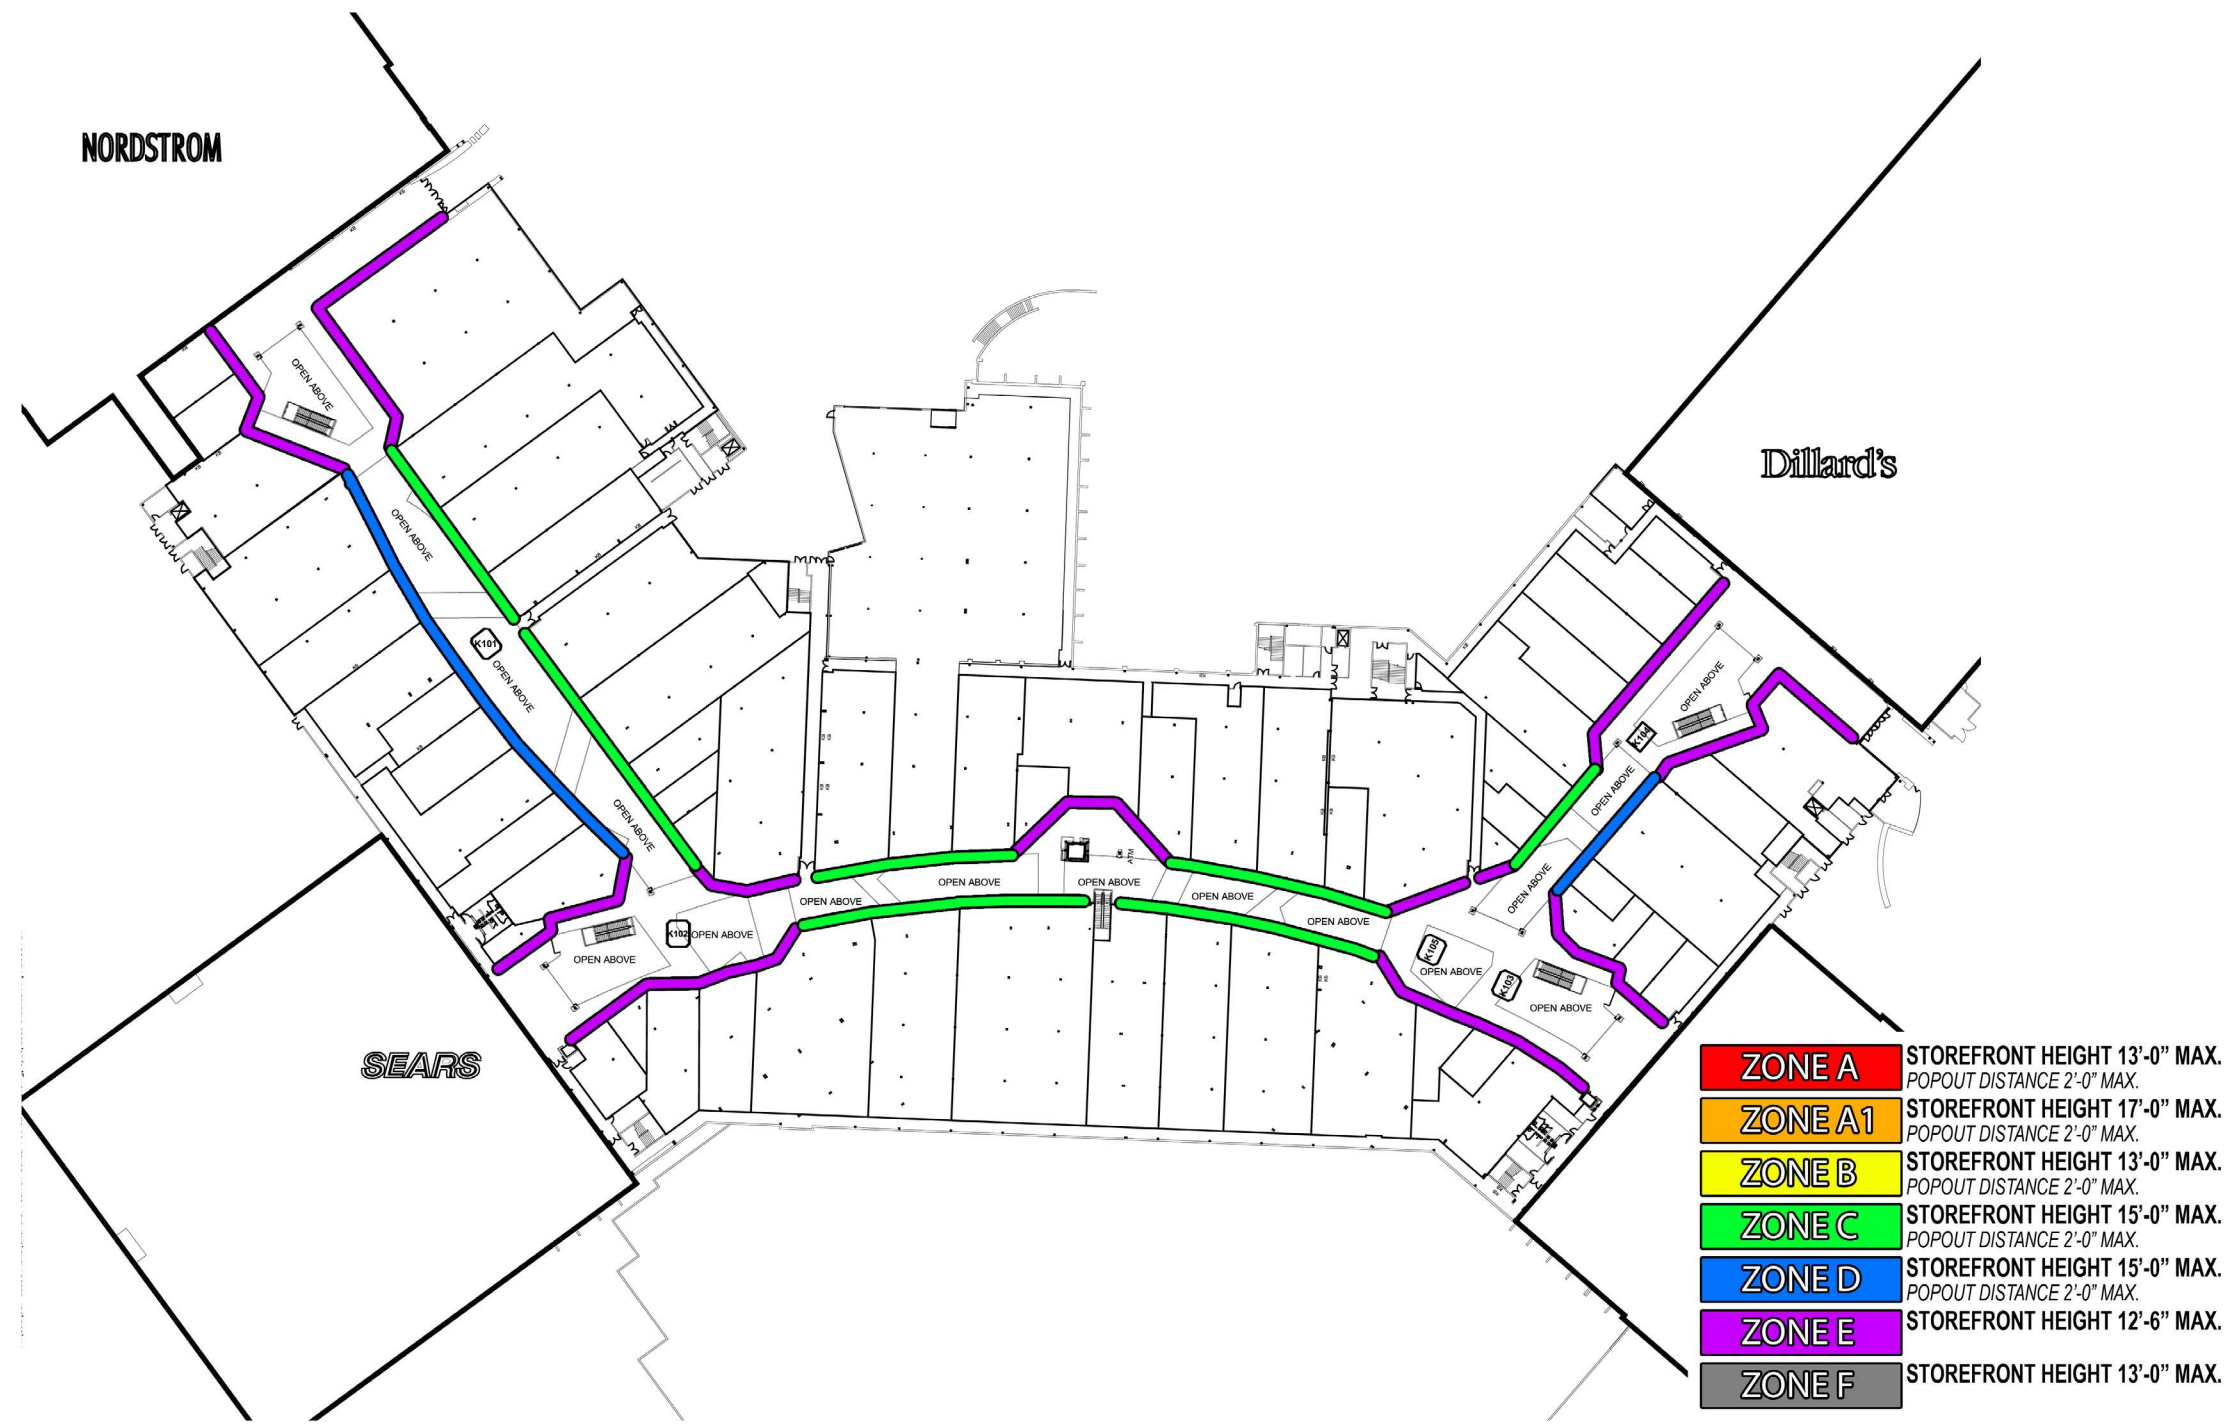 NORDSTROM
OPEN ABOVE
Dillard's
OPEN ABOVE
K101
OPEN ABOVE
OPEN ABOVE
K104
OPEN ABOVE
OPEN ABOVE
ATM
OPEN ABOVE
OPEN ABOVE
OPEN ABOVE
OPEN ABOVE
OPEN ABOVE
OPEN ABOVE
K102
OPEN ABOVE
K105
OPEN ABOVE
OPEN ABOVE
K103
OPEN ABOVE
SEARS
ZONE A
STOREFRONT HEIGHT 13'-0" MAX.
POPOUT DISTANCE 2'-0" MAX.
ZONE A1
STOREFRONT HEIGHT 17'-0" MAX.
POPOUT DISTANCE 2'-0" MAX.
ZONE B
STOREFRONT HEIGHT 13'-0" MAX.
POPOUT DISTANCE 2'-0" MAX.
ZONE C
STOREFRONT HEIGHT 15'-0" MAX.
POPOUT DISTANCE 2'-0" MAX.
ZONE D
STOREFRONT HEIGHT 15'-0" MAX.
POPOUT DISTANCE 2'-0" MAX.
ZONE E
STOREFRONT HEIGHT 12'-6" MAX.
ZONE F
STOREFRONT HEIGHT 13'-0" MAX.